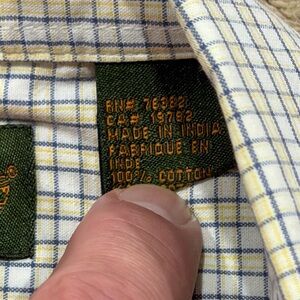 RN#: 76382
CA#: 19762
MADE IN INDIA
FABRIQUE EN
INDE
100% COTTON